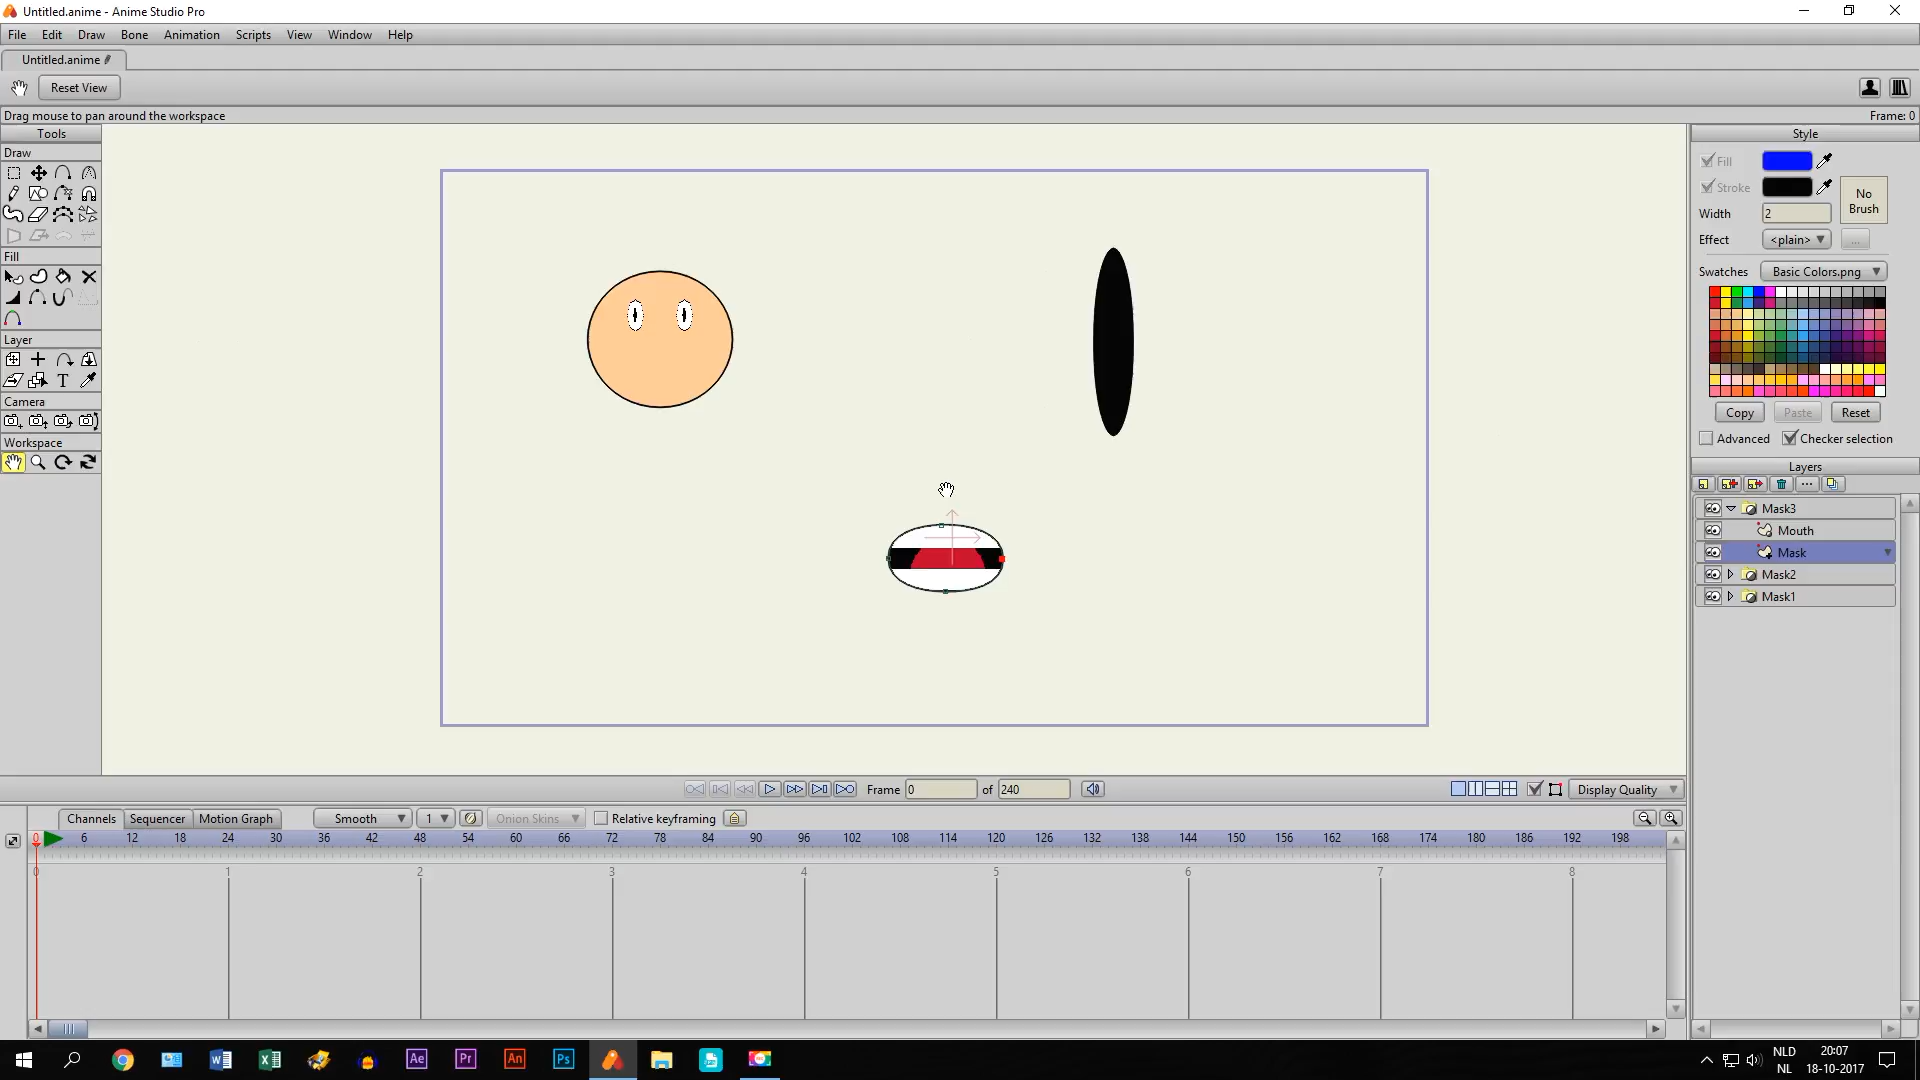 Untitled.anime - Anime Studio Pro
File Edit Draw Bone Animation Scripts View Window Help
Untitled.anime
Reset View
Drag mouse to pan around the workspace
Frame: 0
Tools
Draw
Fill
Layer
T
Camera
Workspace
Style
Fill
Stroke
No
Brush
Width 2
Effect <plain> ...
Swatches Basic Colors.png
Copy Paste Reset
Advanced Checker selection
Layers
Mask3
Mouth
Mask
Mask2
Mask1
Frame 0 of 240
Display Quality
Channels Sequencer Motion Graph Smooth 1 Onion Skins Relative keyframing
0 6 12 18 24 30 36 42 48 54 60 66 72 78 84 90 96 102 108 114 120 126 132 138 144 150 156 162 168 174 180 186 192 198
0 1 2 3 4 5 6 7 8
Ae Pr An Ps
NLD 20:07
NL 18-10-2017